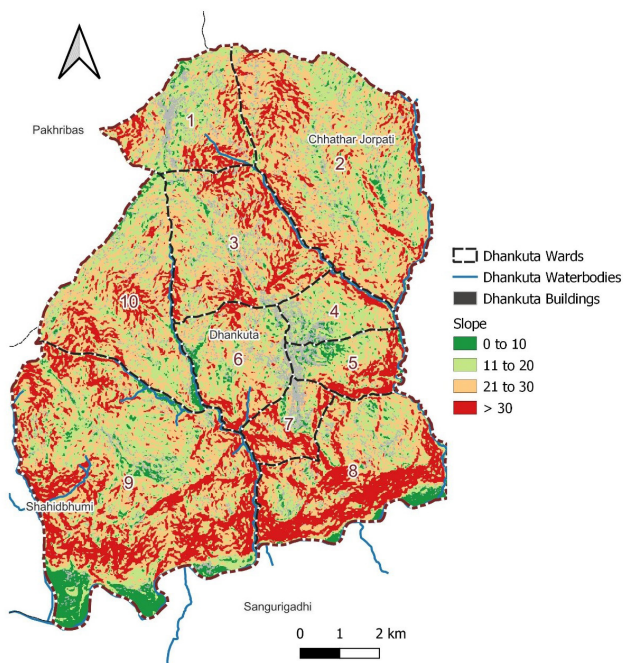 1
Pakhribas
Chhathar Jorpati
2
3
10
4
Dhankuta
6
5
7
8
9
Shahidbhumi
Sangurigadhi
0 1 2 km
Dhankuta Wards
Dhankuta Waterbodies
Dhankuta Buildings
Slope
0 to 10
11 to 20
21 to 30
> 30